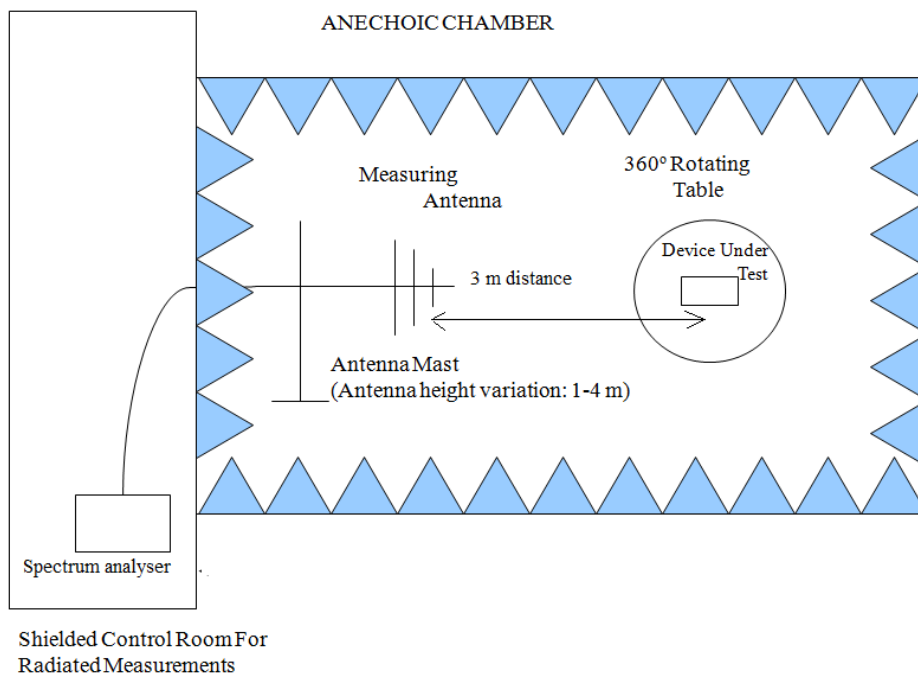 ANECHOIC CHAMBER
Measuring
Antenna
360º Rotating
Table
Device Under
Test
3 m distance
Antenna Mast
(Antenna height variation: 1-4 m)
Spectrum analyser
Shielded Control Room For
Radiated Measurements